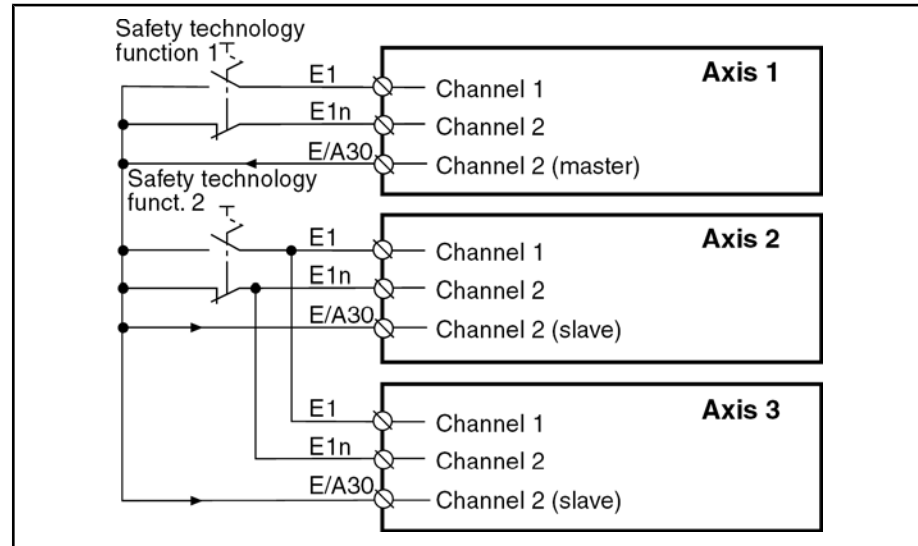 Safety technology
function 1
E1
Channel 1
Axis 1
E1n
Channel 2
E/A30
Channel 2 (master)
Safety technology
funct. 2
E1
Channel 1
Axis 2
E1n
Channel 2
E/A30
Channel 2 (slave)
E1
Channel 1
Axis 3
E1n
Channel 2
E/A30
Channel 2 (slave)